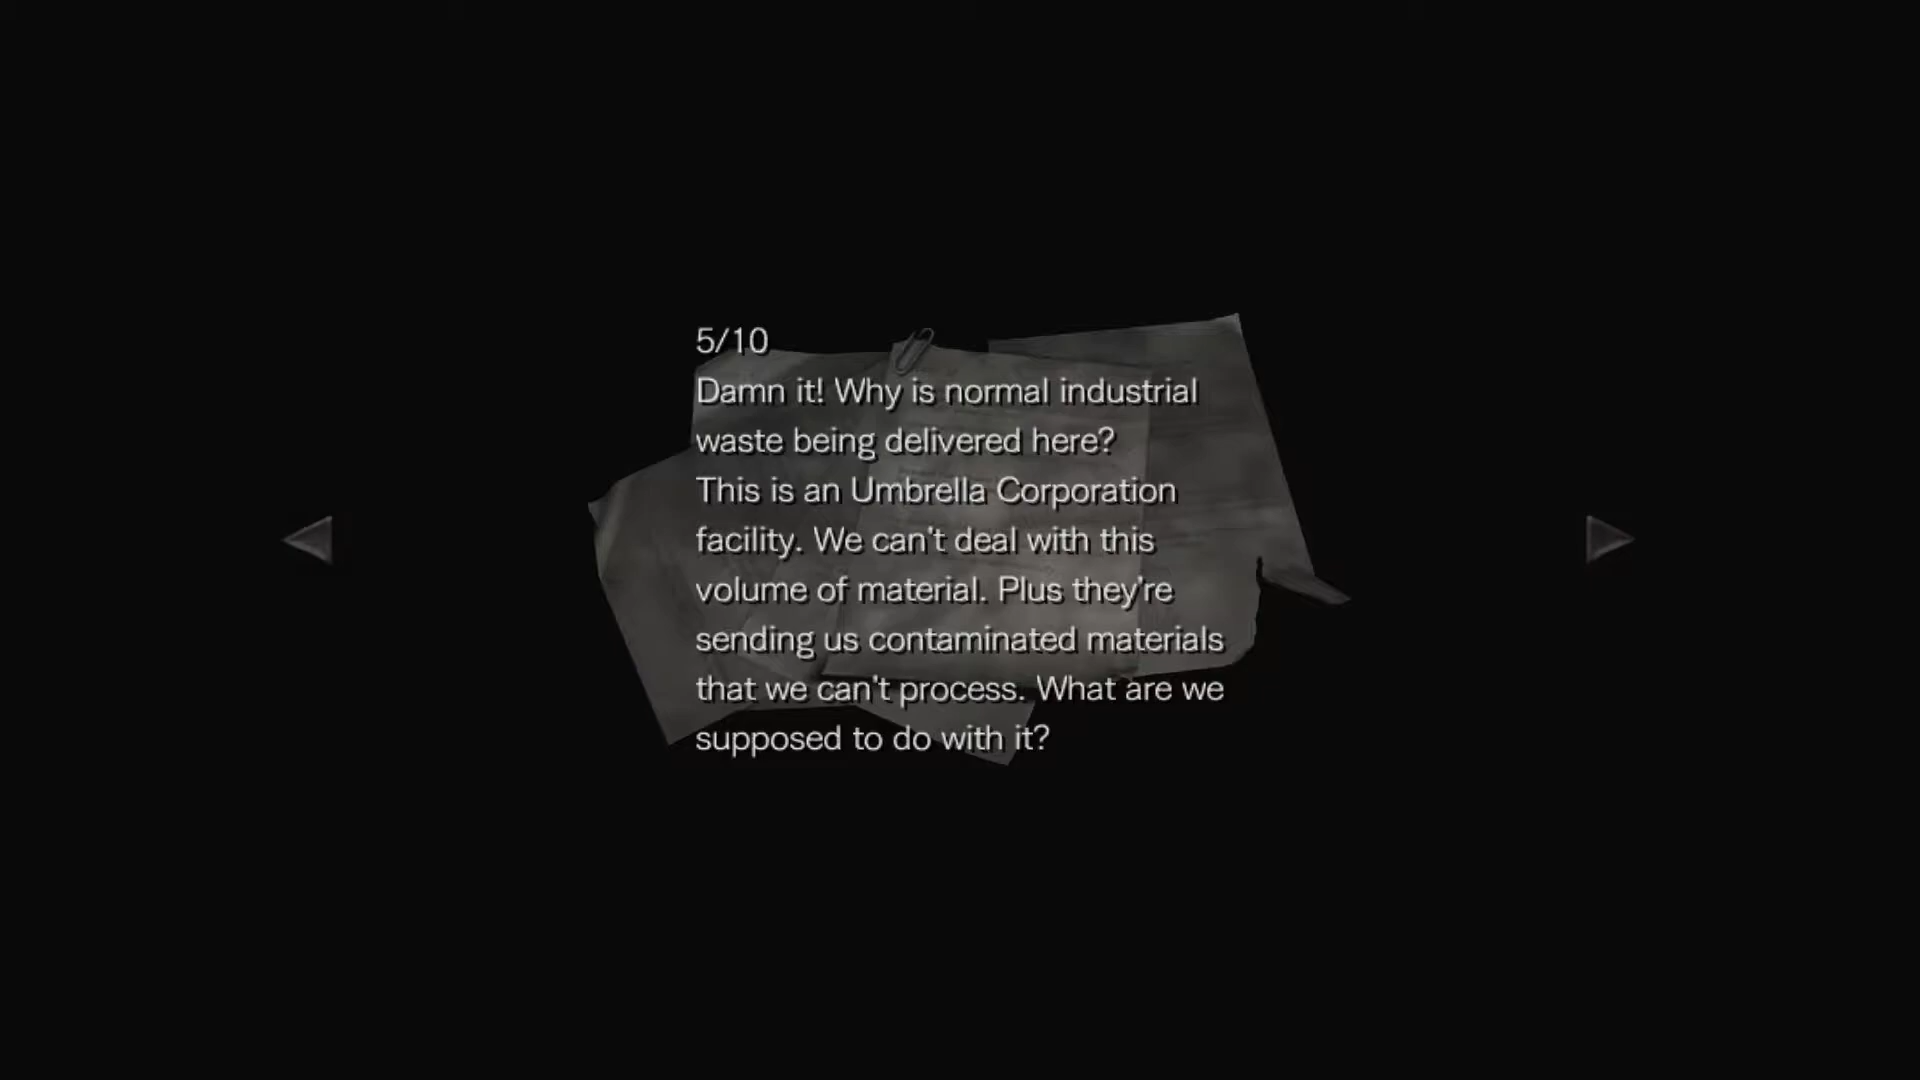 5/10
Damn it! Why is normal industrial
waste being delivered here?
This is an Umbrella Corporation
facility. We can't deal with this
volume of material. Plus they're
sending us contaminated materials
that we can't process. What are we
supposed to do with it?